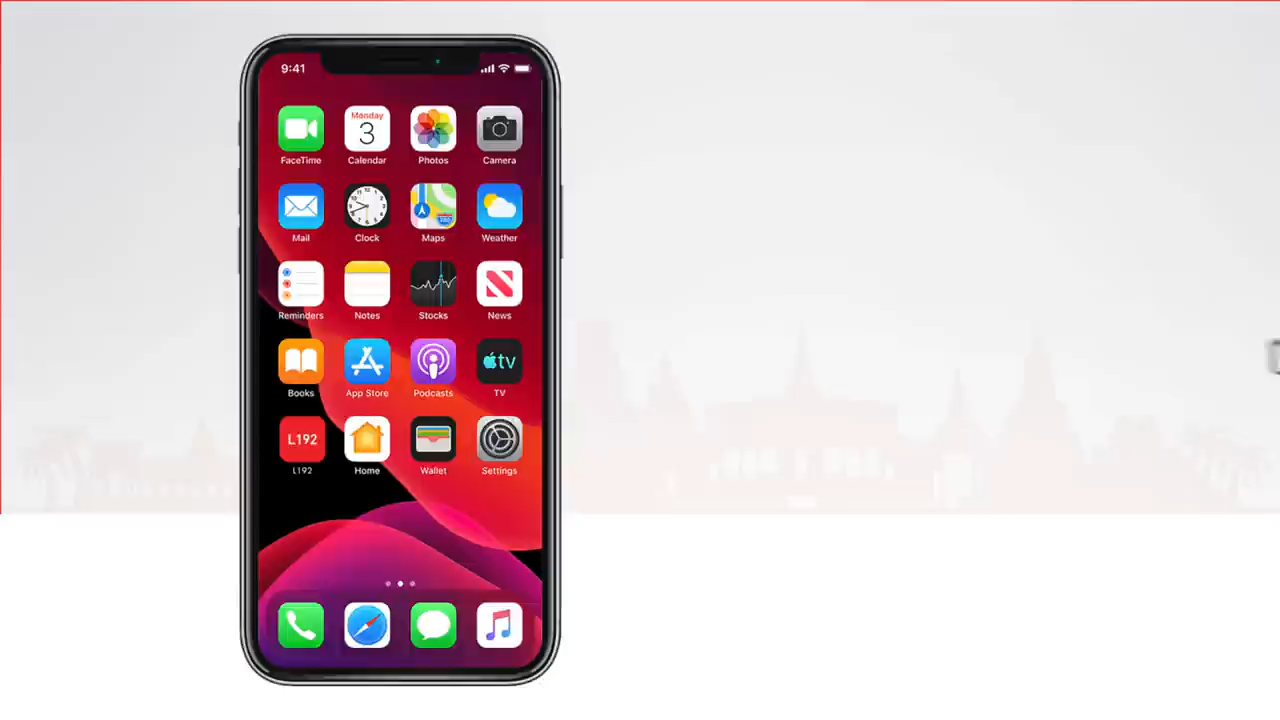 9:41
Monday
3
FaceTime Calendar Photos Camera
Mail Clock Maps Weather
Reminders Notes Stocks News
tv
Books App Store Podcasts TV
L192
L192 Home Wallet Settings